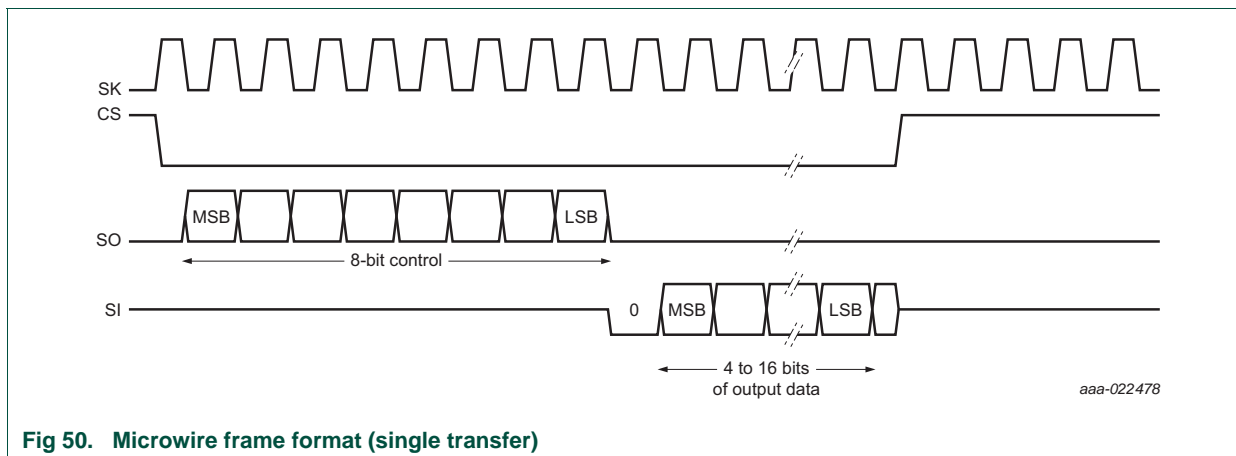 SK
CS
MSB
LSB
SO
8-bit control
SI
0
MSB
LSB
4 to 16 bits
of output data
aaa-022478
Fig 50. Microwire frame format (single transfer)